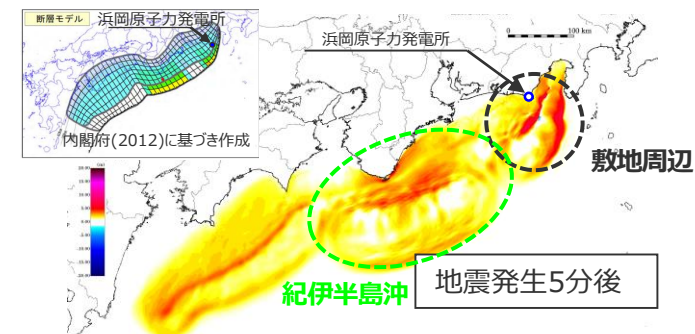 断層モデル
浜岡原子力発電所
内閣府(2012)に基づき作成
浜岡原子力発電所
0 100 km
敷地周辺
紀伊半島沖
地震発生5分後